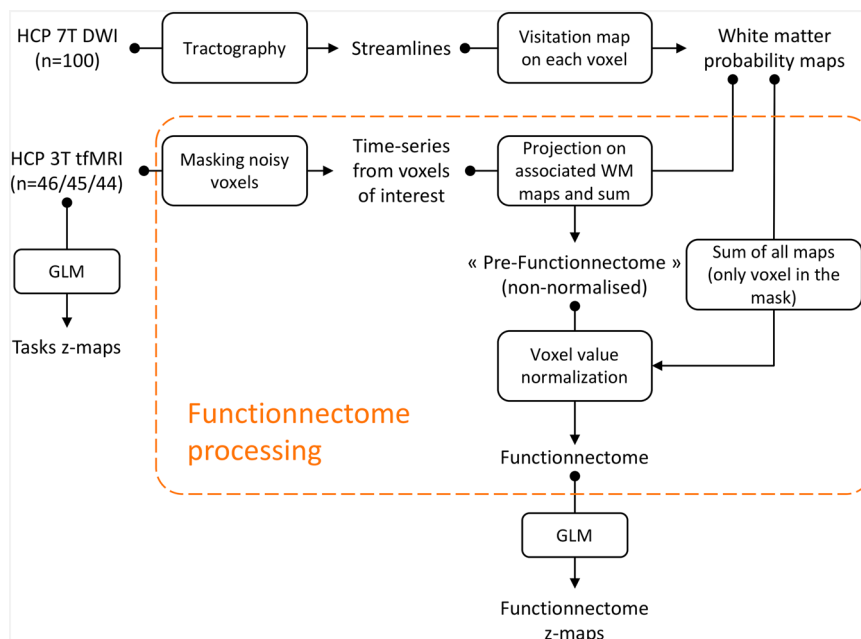 HCP 7T DWI
(n=100)
Tractography
Streamlines
Visitation map
on each voxel
White matter
probability maps
HCP 3T tfMRI
(n=46/45/44)
Masking noisy
voxels
Time-series
from voxels
of interest
Projection on
associated WM
maps and sum
GLM
Tasks z-maps
« Pre-Functionnectome »
(non-normalised)
Sum of all maps
(only voxel in the
mask)
Voxel value
normalization
Functionnectome
processing
Functionnectome
GLM
Functionnectome
z-maps